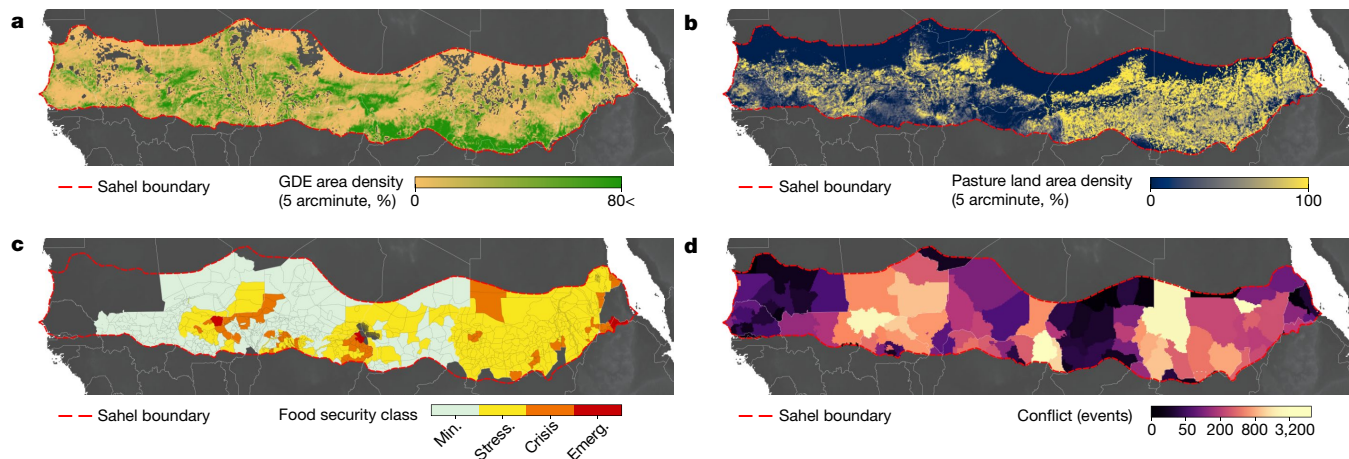 a
b
Sahel boundary
GDE area density
(5 arcminute, %)
0
80<
Sahel boundary
Pasture land area density
(5 arcminute, %)
0
100
c
d
Sahel boundary
Food security class
Min.
Stress.
Crisis
Emerg.
Sahel boundary
Conflict (events)
0 50 200 800 3,200